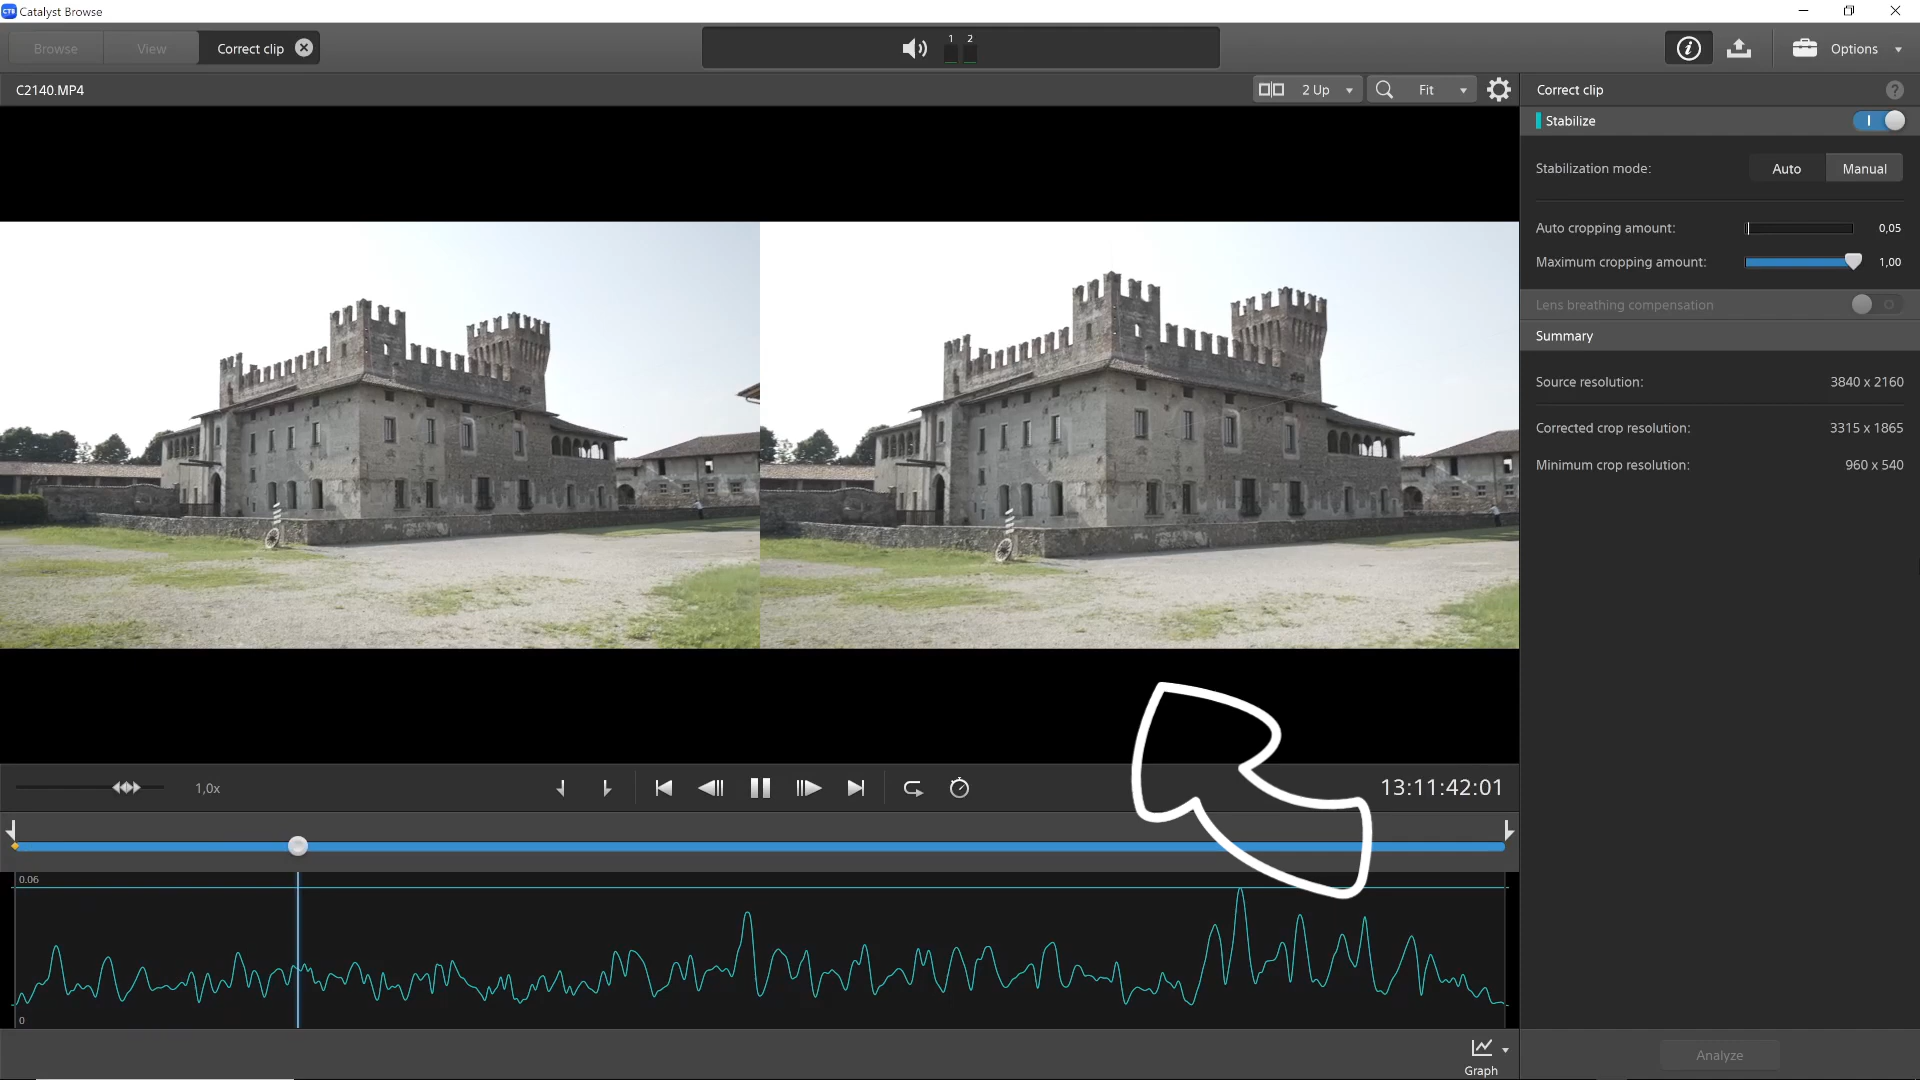 CTB Catalyst Browse
Browse View Correct clip
1 2
Options
C2140.MP4
2 Up Fit
Correct clip ?
Stabilize
Stabilization mode: Auto Manual
Auto cropping amount: 0,05
Maximum cropping amount: 1,00
Lens breathing compensation
Summary
Source resolution: 3840 x 2160
Corrected crop resolution: 3315 x 1865
Minimum crop resolution: 960 x 540
1,0x
13:11:42:01
0.06
0
Graph
Analyze